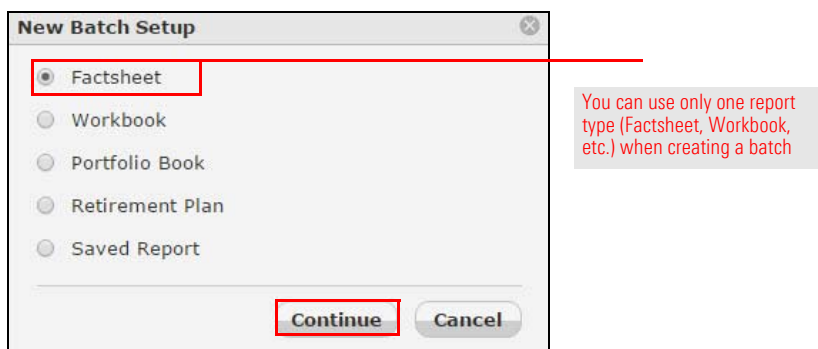 New Batch Setup
Factsheet
Workbook
Portfolio Book
Retirement Plan
Saved Report
Continue Cancel
You can use only one report
type (Factsheet, Workbook,
etc.) when creating a batch